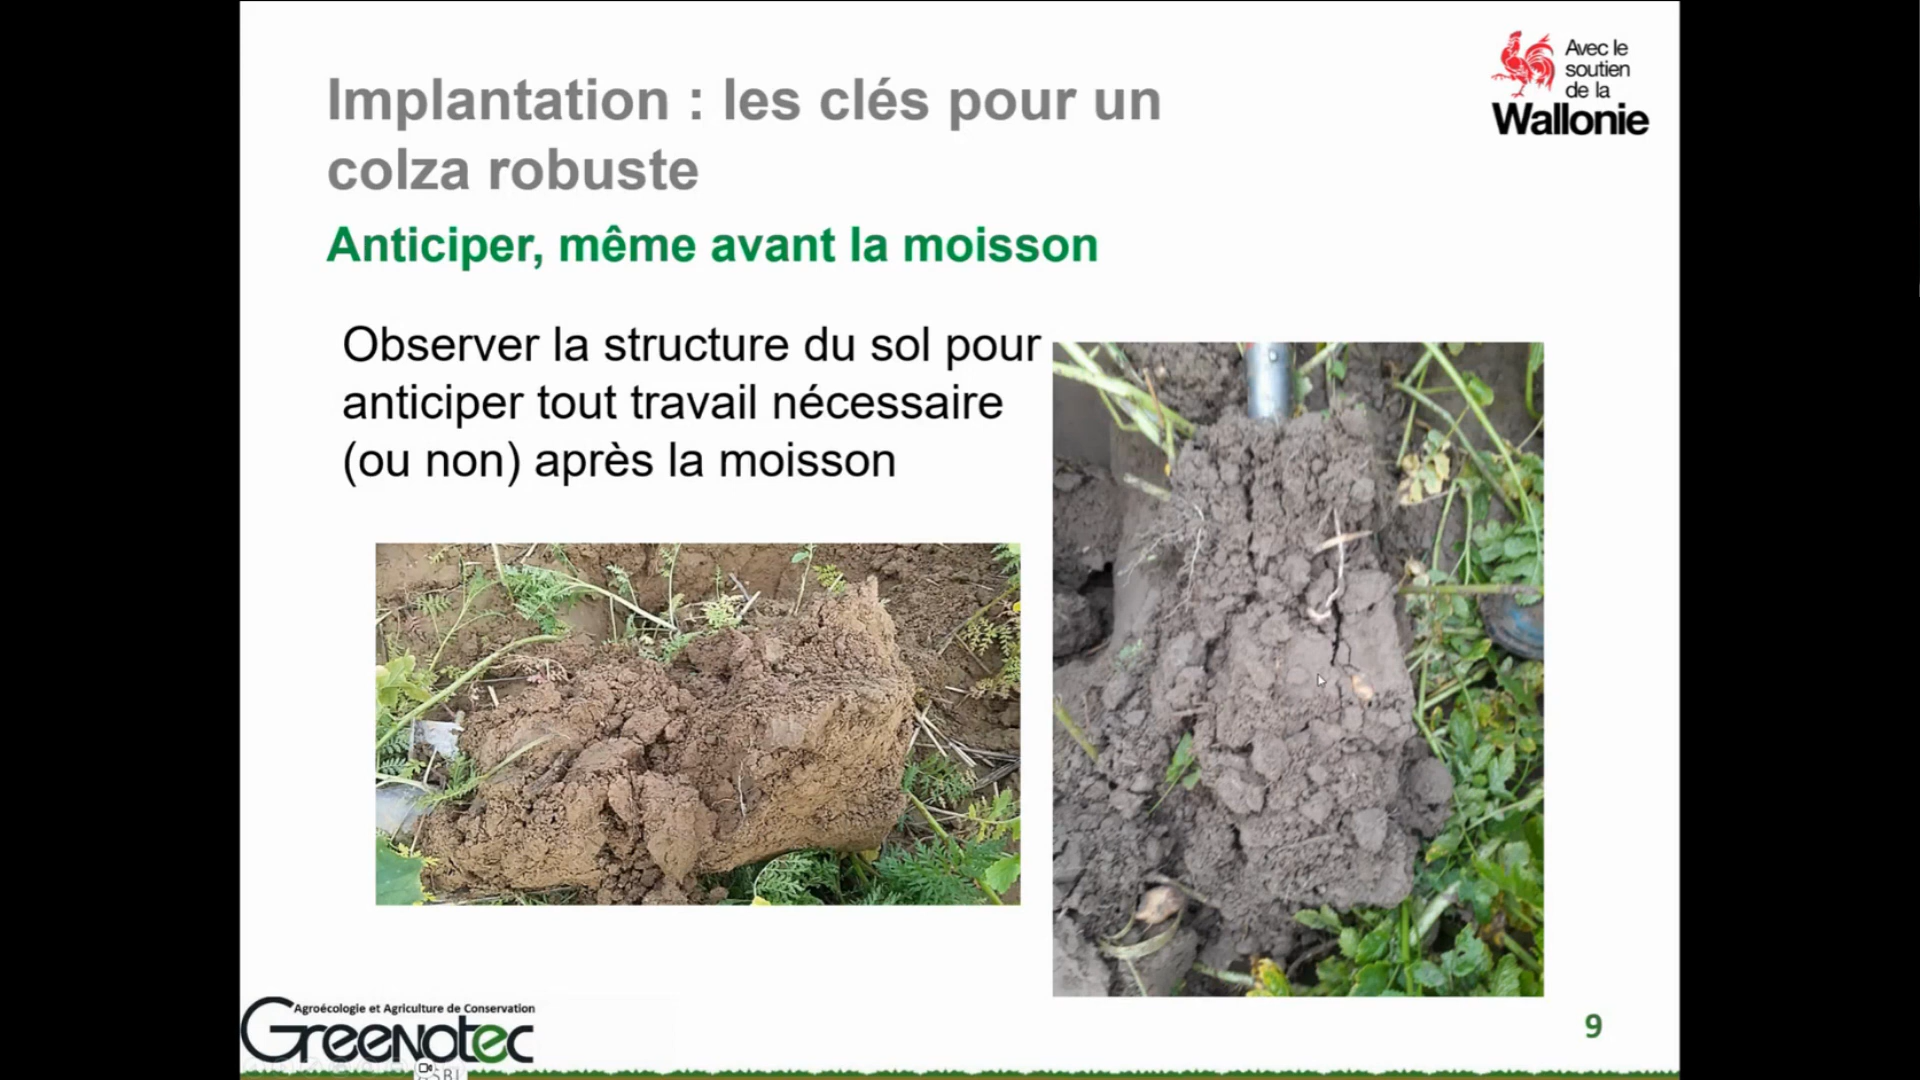 Implantation : les clés pour un
colza robuste
Avec le
soutien
de la
Wallonie
Anticiper, même avant la moisson
Observer la structure du sol pour
anticiper tout travail nécessaire
(ou non) après la moisson
Agroécologie et Agriculture de Conservation
Greenotec
9